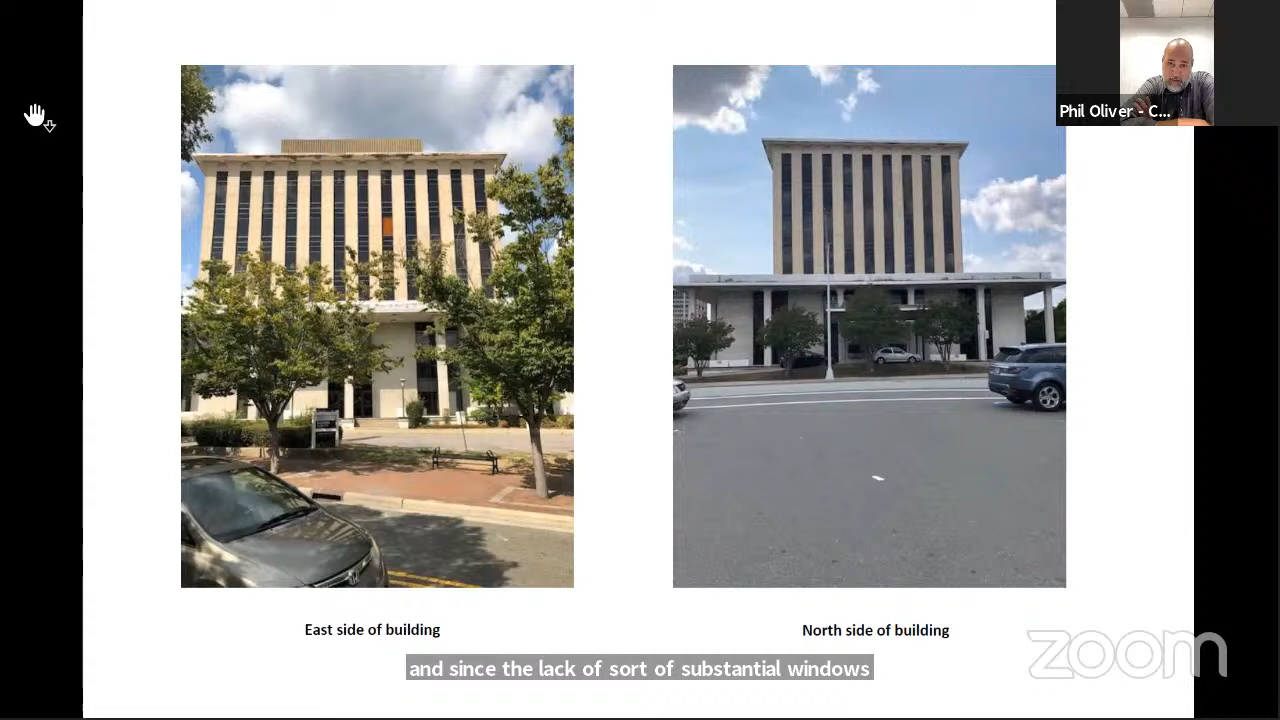 Phil Oliver - C...
East side of building
North side of building
and since the lack of sort of substantial windows
zoom